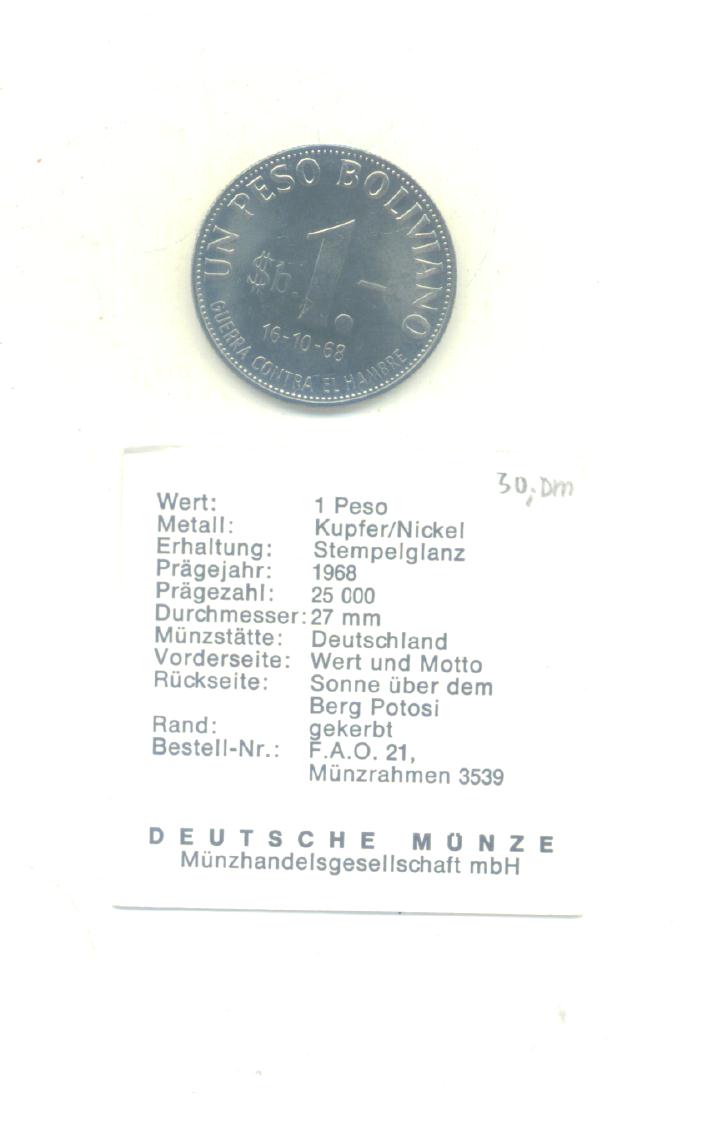 UN PESO BOLIVIANO
$b. 1.-
16-10-68
GUERRA CONTRA EL HAMBRE
30,- DM
Wert: 1 Peso
Metall: Kupfer/Nickel
Erhaltung: Stempelglanz
Prägejahr: 1968
Prägezahl: 25 000
Durchmesser: 27 mm
Münzstätte: Deutschland
Vorderseite: Wert und Motto
Rückseite: Sonne über dem
Berg Potosi
Rand: gekerbt
Bestell-Nr.: F.A.O. 21,
Münzrahmen 3539
DEUTSCHE MÜNZE
Münzhandelsgesellschaft mbH